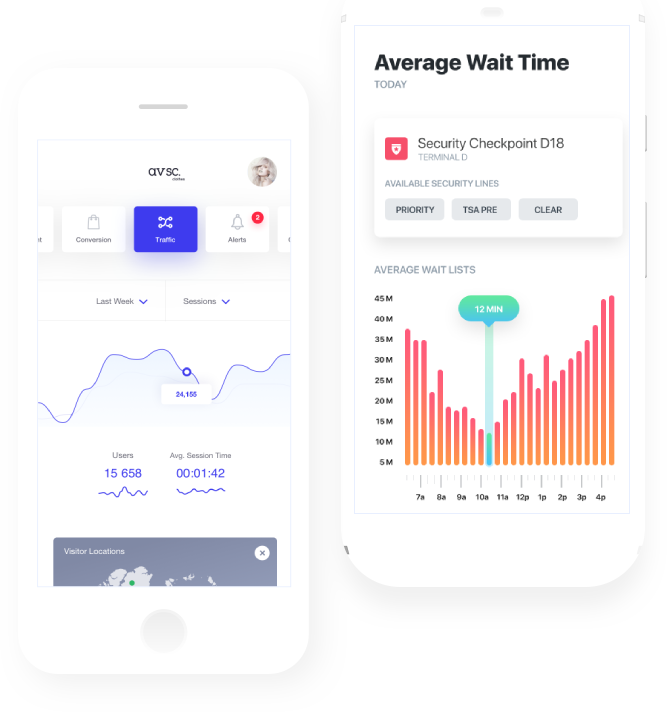 avsc.
2
Conversion
Traffic
Alerts
Last Week
Sessions
24,155
Users
Avg. Session Time
15 658
00:01:42
Visitor Locations
Average Wait Time
TODAY
Security Checkpoint D18
TERMINAL D
AVAILABLE SECURITY LINES
PRIORITY
TSA PRE
CLEAR
AVERAGE WAIT LISTS
12 MIN
45 M
40 M
35 M
30 M
25 M
20 M
15 M
10 M
5 M
7a 8a 9a 10a 11a 12p 1p 2p 3p 4p